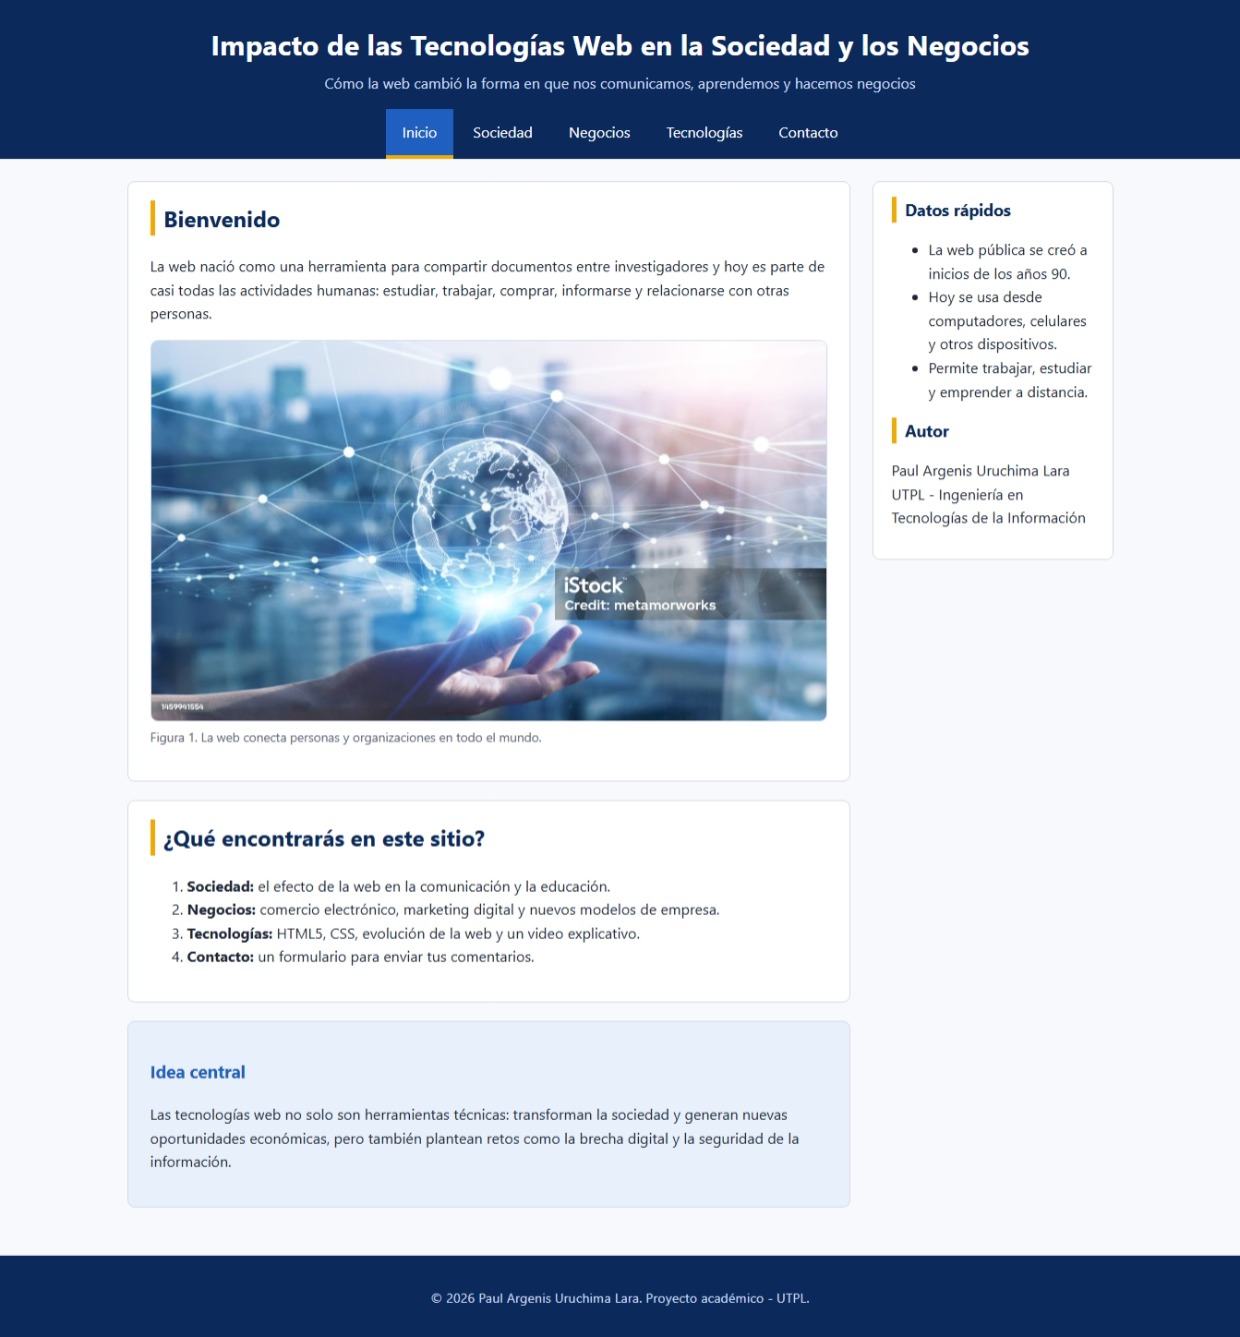 Impacto de las Tecnologías Web en la Sociedad y los Negocios
Cómo la web cambió la forma en que nos comunicamos, aprendemos y hacemos negocios
Inicio Sociedad Negocios Tecnologías Contacto
Bienvenido
La web nació como una herramienta para compartir documentos entre investigadores y hoy es parte de
casi todas las actividades humanas: estudiar, trabajar, comprar, informarse y relacionarse con otras
personas.
iStock
Credit: metamorworks
1459941554
Figura 1. La web conecta personas y organizaciones en todo el mundo.
¿Qué encontrarás en este sitio?
1. Sociedad: el efecto de la web en la comunicación y la educación.
2. Negocios: comercio electrónico, marketing digital y nuevos modelos de empresa.
3. Tecnologías: HTML5, CSS, evolución de la web y un video explicativo.
4. Contacto: un formulario para enviar tus comentarios.
Idea central
Las tecnologías web no solo son herramientas técnicas: transforman la sociedad y generan nuevas
oportunidades económicas, pero también plantean retos como la brecha digital y la seguridad de la
información.
Datos rápidos
• La web pública se creó a
inicios de los años 90.
• Hoy se usa desde
computadores, celulares
y otros dispositivos.
• Permite trabajar, estudiar
y emprender a distancia.
Autor
Paul Argenis Uruchima Lara
UTPL - Ingeniería en
Tecnologías de la Información
© 2026 Paul Argenis Uruchima Lara. Proyecto académico - UTPL.